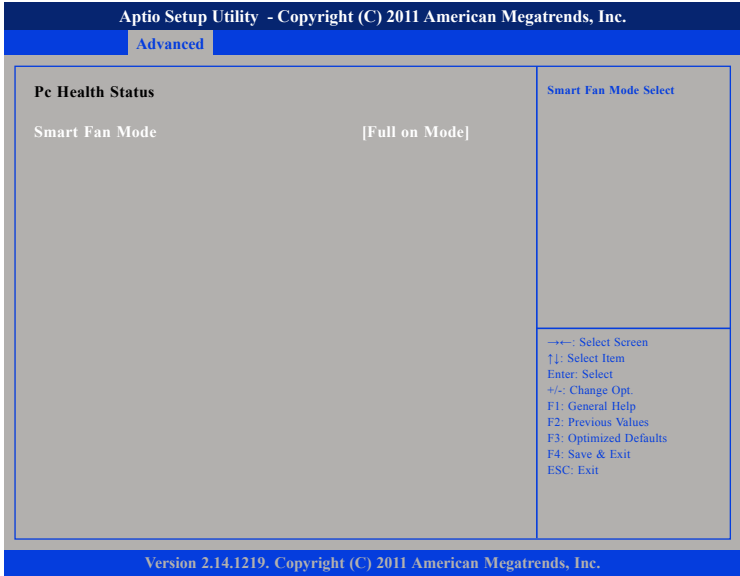 Aptio Setup Utility - Copyright (C) 2011 American Megatrends, Inc.
Advanced
Pc Health Status
Smart Fan Mode [Full on Mode]
Smart Fan Mode Select
→←: Select Screen
↑↓: Select Item
Enter: Select
+/-: Change Opt.
F1: General Help
F2: Previous Values
F3: Optimized Defaults
F4: Save & Exit
ESC: Exit
Version 2.14.1219. Copyright (C) 2011 American Megatrends, Inc.